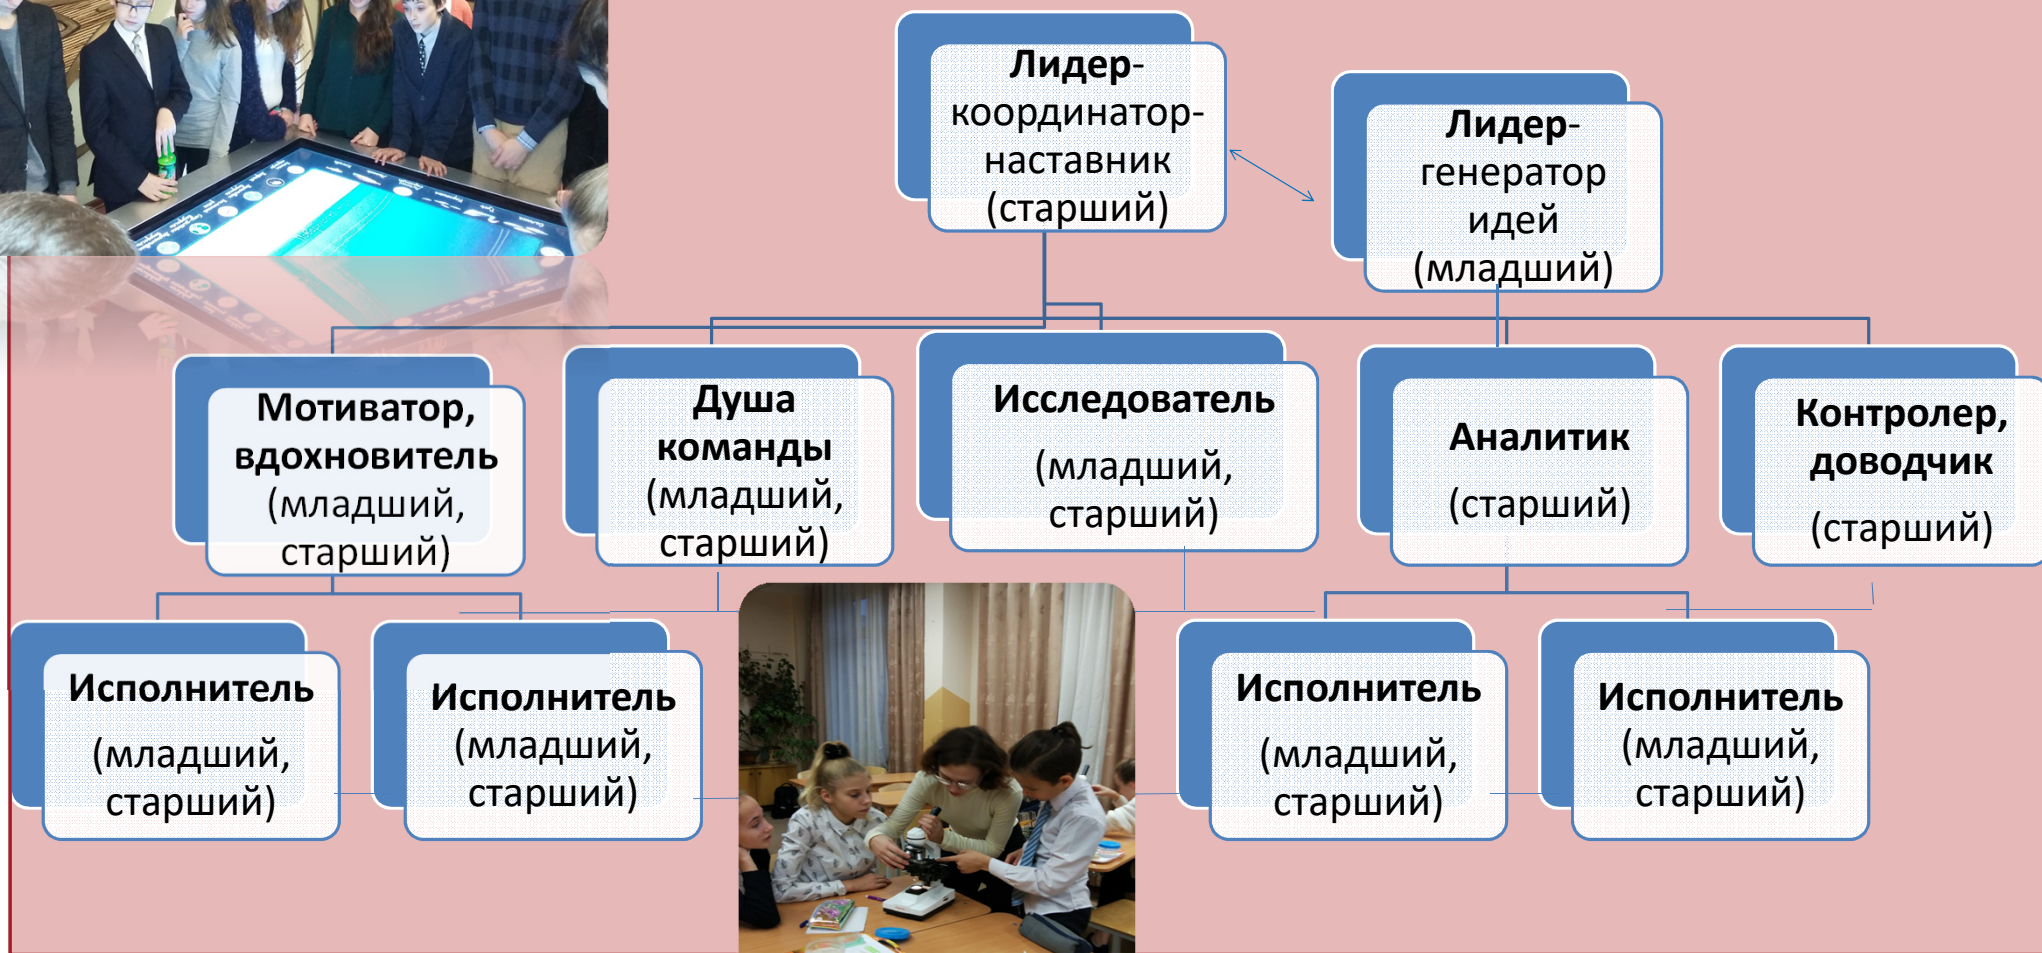 Лидер-
координатор-
наставник
(старший)
Лидер-
генератор
идей
(младший)
Мотиватор,
вдохновитель
(младший,
старший)
Душа
команды
(младший,
старший)
Исследователь
(младший,
старший)
Аналитик
(старший)
Контролер,
доводчик
(старший)
Исполнитель
(младший,
старший)
Исполнитель
(младший,
старший)
Исполнитель
(младший,
старший)
Исполнитель
(младший,
старший)